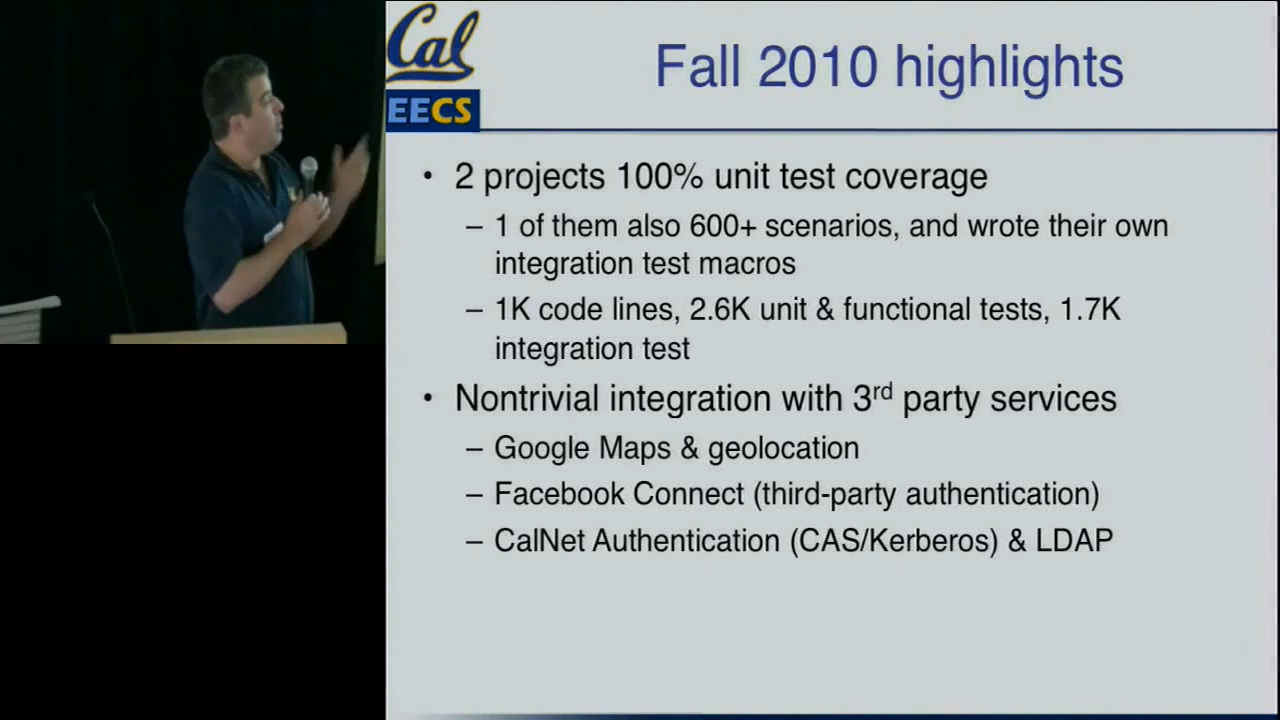 Cal
EECS
Fall 2010 highlights
• 2 projects 100% unit test coverage
– 1 of them also 600+ scenarios, and wrote their own
integration test macros
– 1K code lines, 2.6K unit & functional tests, 1.7K
integration test
• Nontrivial integration with 3rd party services
– Google Maps & geolocation
– Facebook Connect (third-party authentication)
– CalNet Authentication (CAS/Kerberos) & LDAP